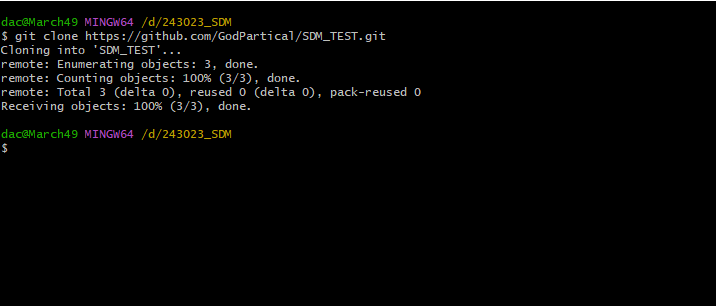 dac@March49 MINGW64 /d/243023_SDM
$ git clone https://github.com/GodPartical/SDM_TEST.git
Cloning into 'SDM_TEST'...
remote: Enumerating objects: 3, done.
remote: Counting objects: 100% (3/3), done.
remote: Total 3 (delta 0), reused 0 (delta 0), pack-reused 0
Receiving objects: 100% (3/3), done.
dac@March49 MINGW64 /d/243023_SDM
$